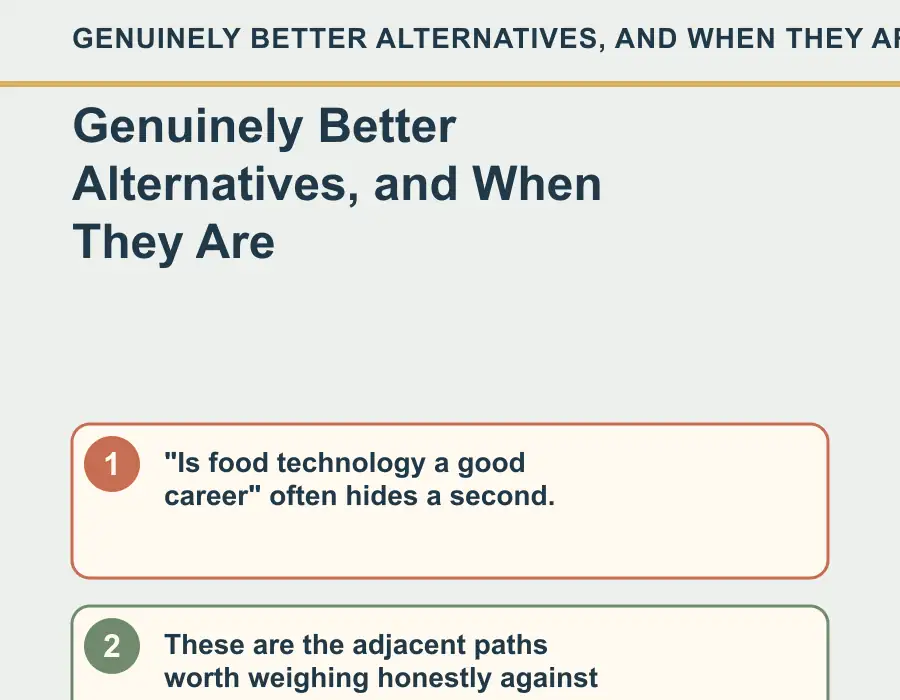 GENUINELY BETTER ALTERNATIVES, AND WHEN THEY
Genuinely Better
Alternatives, and When
They Are
1
"Is food technology a good
career" often hides a second.
2
These are the adjacent paths
worth weighing honestly against